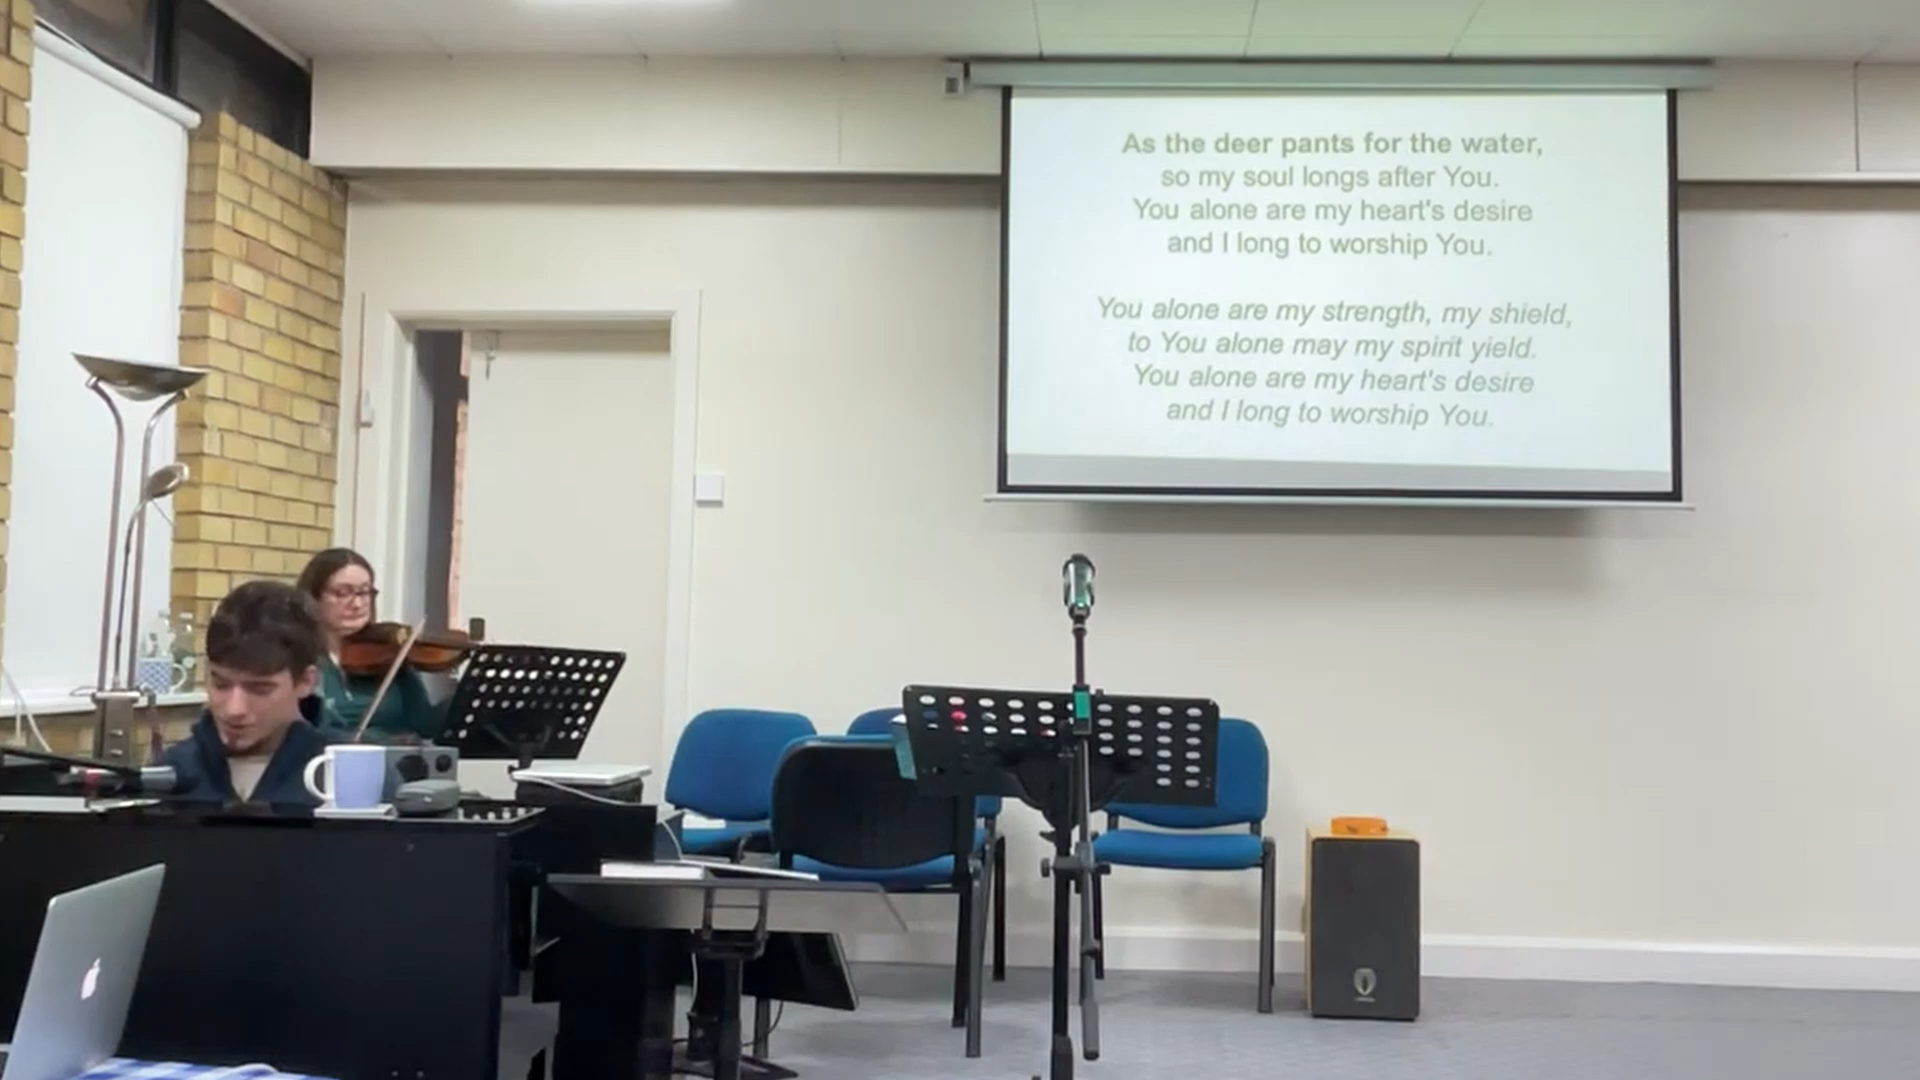 As the deer pants for the water,
so my soul longs after You.
You alone are my heart's desire
and I long to worship You.
You alone are my strength, my shield,
to You alone may my spirit yield.
You alone are my heart's desire
and I long to worship You.